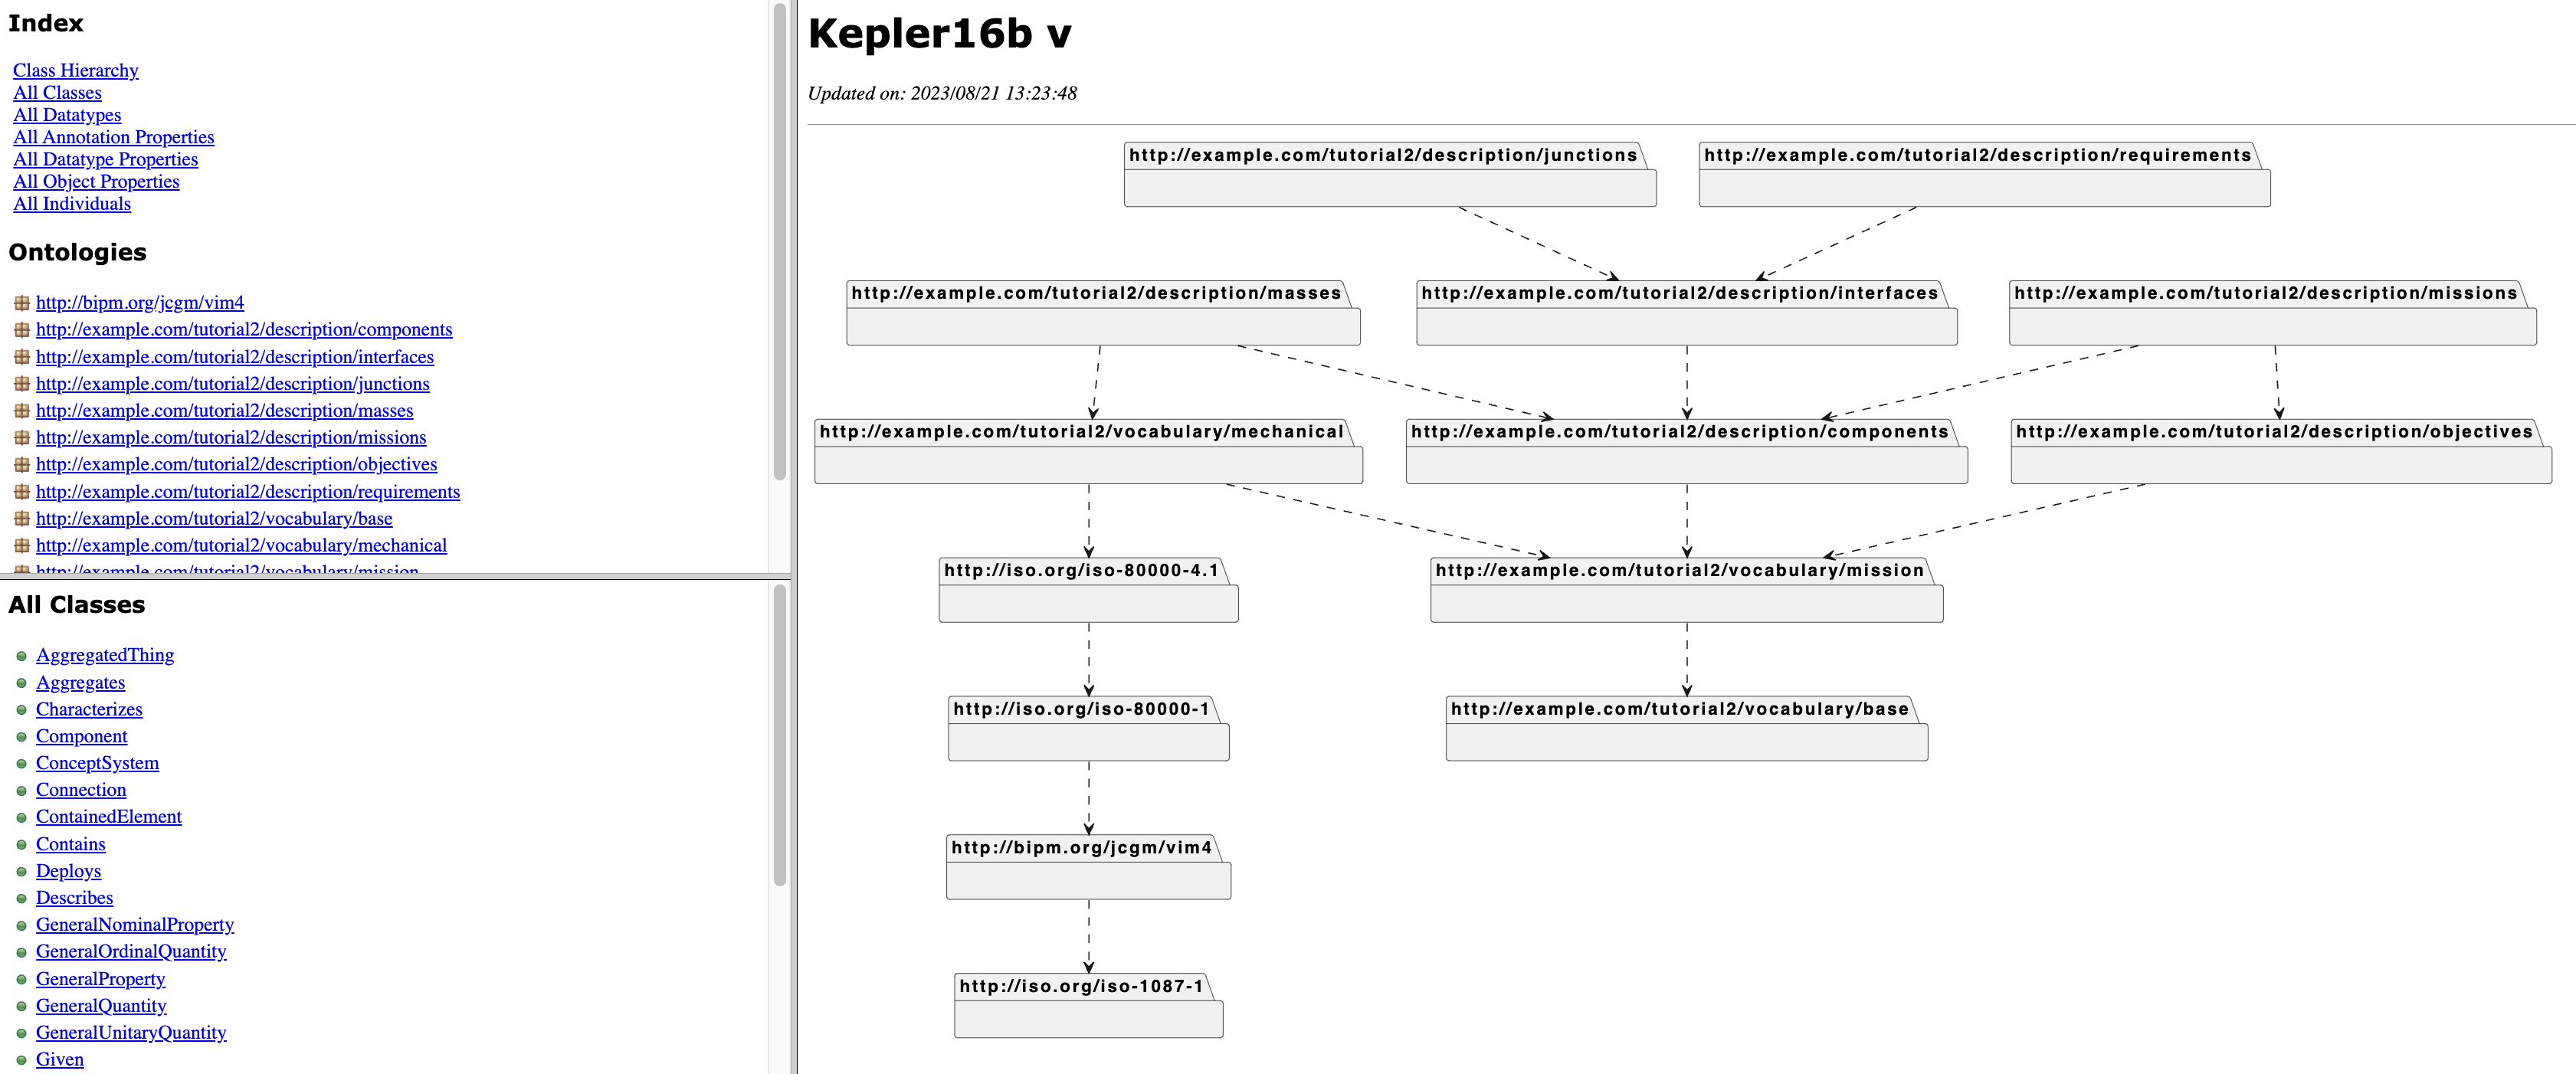 Index
Class Hierarchy
All Classes
All Datatypes
All Annotation Properties
All Datatype Properties
All Object Properties
All Individuals
Ontologies
http://bipm.org/jcgm/vim4
http://example.com/tutorial2/description/components
http://example.com/tutorial2/description/interfaces
http://example.com/tutorial2/description/junctions
http://example.com/tutorial2/description/masses
http://example.com/tutorial2/description/missions
http://example.com/tutorial2/description/objectives
http://example.com/tutorial2/description/requirements
http://example.com/tutorial2/vocabulary/base
http://example.com/tutorial2/vocabulary/mechanical
http://example.com/tutorial2/vocabulary/mission
All Classes
AggregatedThing
Aggregates
Characterizes
Component
ConceptSystem
Connection
ContainedElement
Contains
Deploys
Describes
GeneralNominalProperty
GeneralOrdinalQuantity
GeneralProperty
GeneralQuantity
GeneralUnitaryQuantity
Given
Kepler16b v
Updated on: 2023/08/21 13:23:48
http://example.com/tutorial2/description/junctions
http://example.com/tutorial2/description/requirements
http://example.com/tutorial2/description/masses
http://example.com/tutorial2/description/interfaces
http://example.com/tutorial2/description/missions
http://example.com/tutorial2/vocabulary/mechanical
http://example.com/tutorial2/description/components
http://example.com/tutorial2/description/objectives
http://iso.org/iso-80000-4.1
http://example.com/tutorial2/vocabulary/mission
http://iso.org/iso-80000-1
http://example.com/tutorial2/vocabulary/base
http://bipm.org/jcgm/vim4
http://iso.org/iso-1087-1